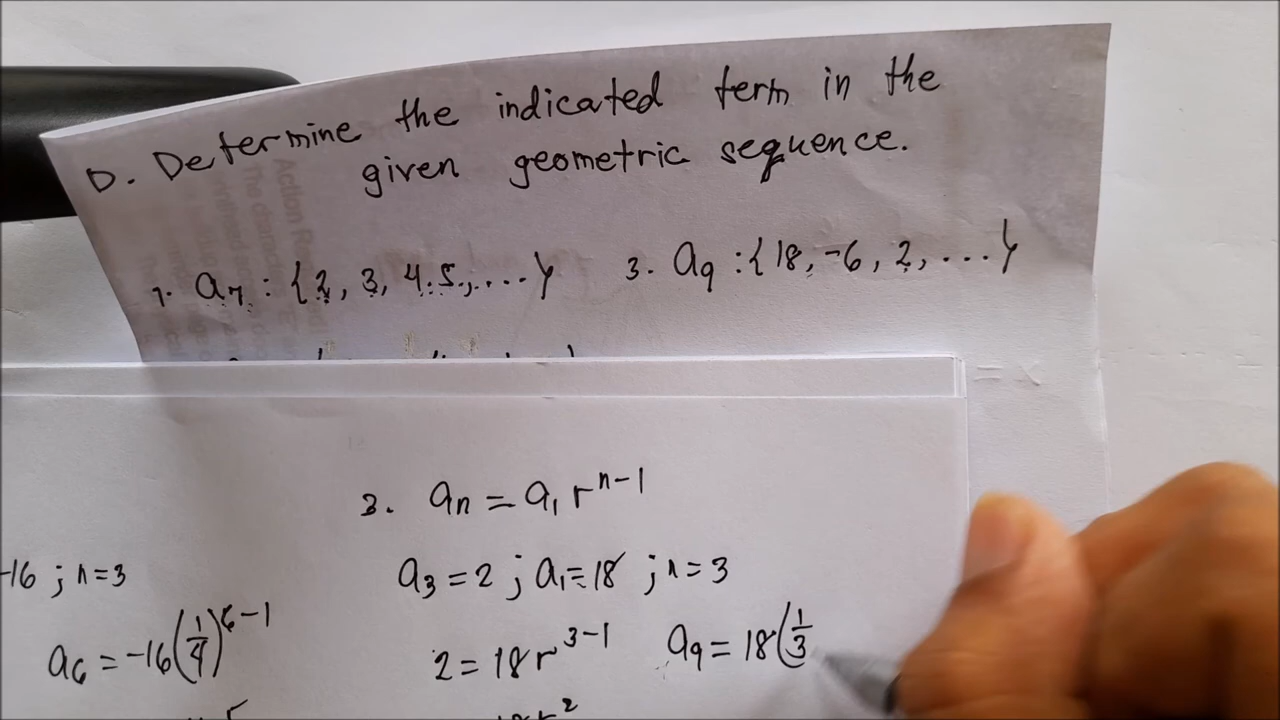 D. Determine the indicated term in the
given geometric sequence.
1. a₇ : {2, 3, 4.5, ...}
3. a₉ : {18, -6, 2, ...}
3. aₙ = a₁ rⁿ⁻¹
-16 ; n=3
a₃ = 2 ; a₁ = 18 ; n = 3
a₆ = -16(1/4)⁶⁻¹
2 = 18r³⁻¹
a₉ = 18(1/3